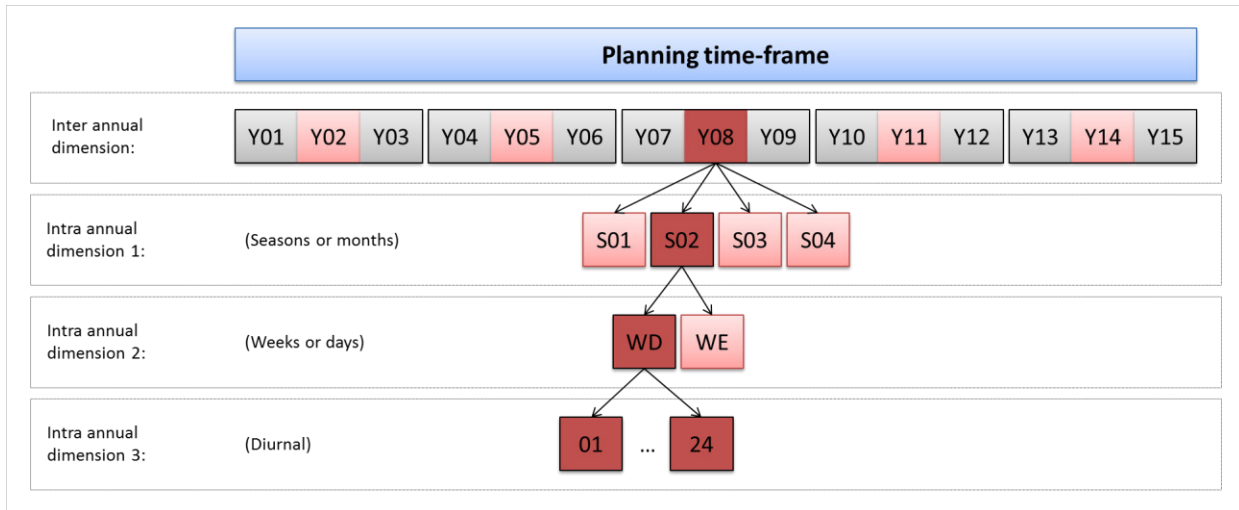 Planning time-frame
Inter annual
dimension:
Y01 Y02 Y03 Y04 Y05 Y06 Y07 Y08 Y09 Y10 Y11 Y12 Y13 Y14 Y15
Intra annual
dimension 1:
(Seasons or months)
S01 S02 S03 S04
Intra annual
dimension 2:
(Weeks or days)
WD WE
Intra annual
dimension 3:
(Diurnal)
01 ... 24